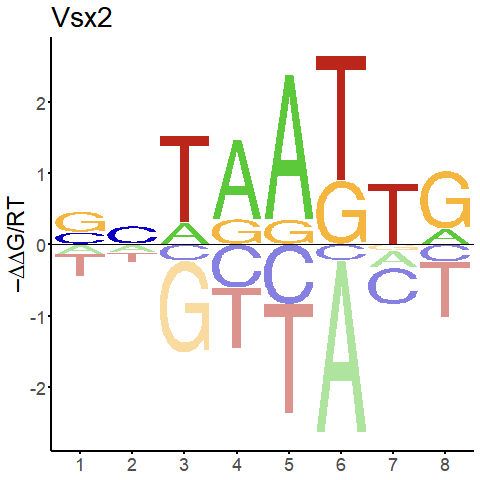 Vsx2
−ΔΔG/RT
2
1
0
-1
-2
G C T A A T T G
C A G G G A
A C C C C A C
T T G T T A C T
1 2 3 4 5 6 7 8